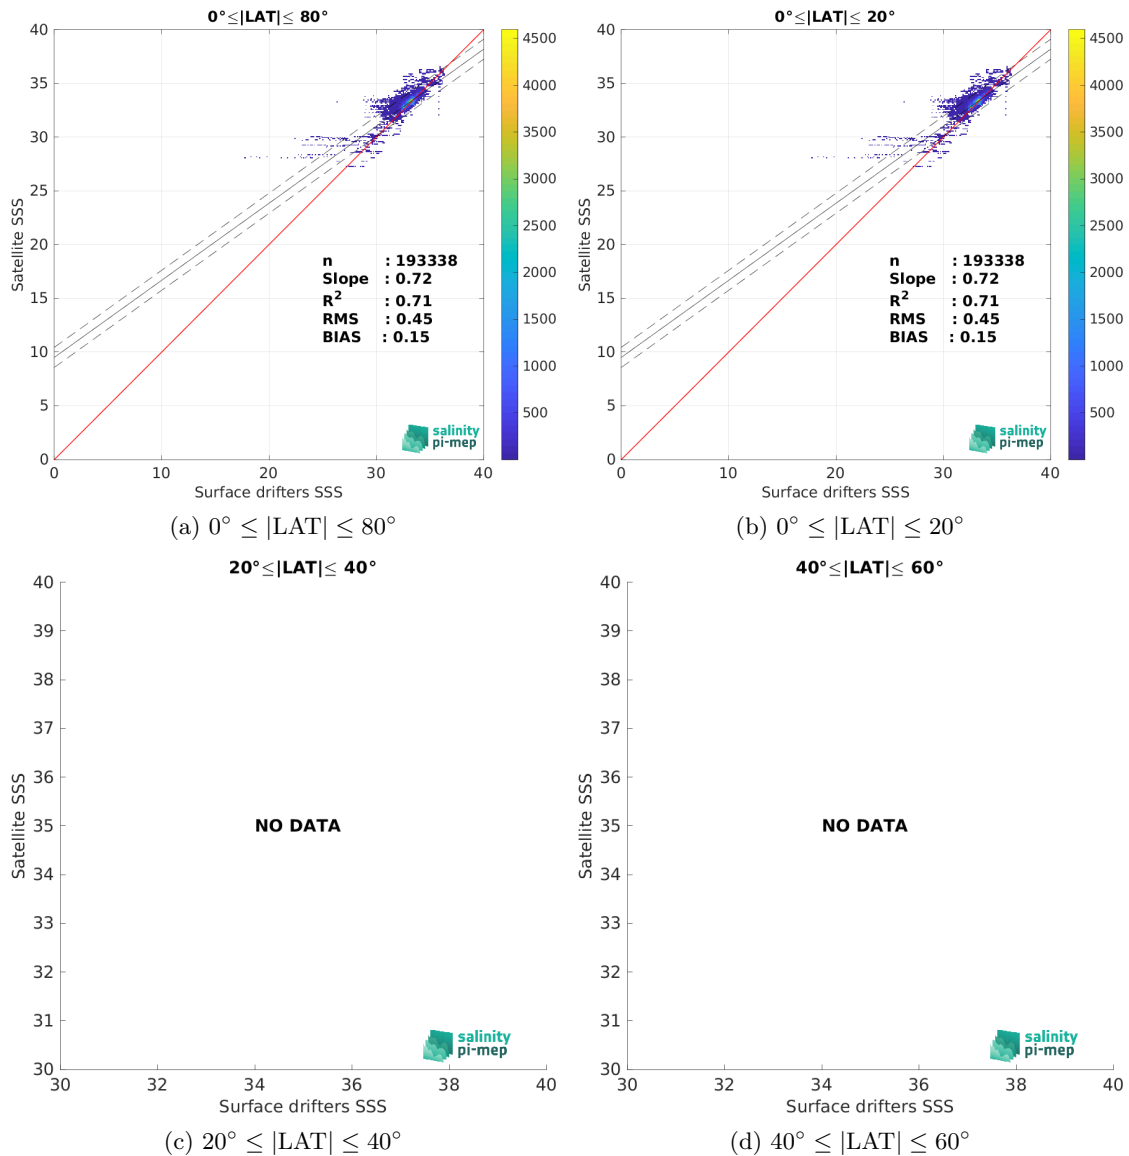 0°≤|LAT|≤ 80°
40
35
30
25
20
15
10
5
0
0
10
20
30
40
Satellite SSS
Surface drifters SSS
n : 193338
Slope : 0.72
R² : 0.71
RMS : 0.45
BIAS : 0.15
salinity
pi-mep
4500
4000
3500
3000
2500
2000
1500
1000
500
(a) 0° ≤ |LAT| ≤ 80°
0°≤|LAT|≤ 20°
40
35
30
25
20
15
10
5
0
0
10
20
30
40
Satellite SSS
Surface drifters SSS
n : 193338
Slope : 0.72
R² : 0.71
RMS : 0.45
BIAS : 0.15
salinity
pi-mep
4500
4000
3500
3000
2500
2000
1500
1000
500
(b) 0° ≤ |LAT| ≤ 20°
20°≤|LAT|≤ 40°
40
39
38
37
36
35
34
33
32
31
30
30
32
34
36
38
40
Satellite SSS
NO DATA
salinity
pi-mep
Surface drifters SSS
(c) 20° ≤ |LAT| ≤ 40°
40°≤|LAT|≤ 60°
40
39
38
37
36
35
34
33
32
31
30
30
32
34
36
38
40
Satellite SSS
NO DATA
salinity
pi-mep
Surface drifters SSS
(d) 40° ≤ |LAT| ≤ 60°